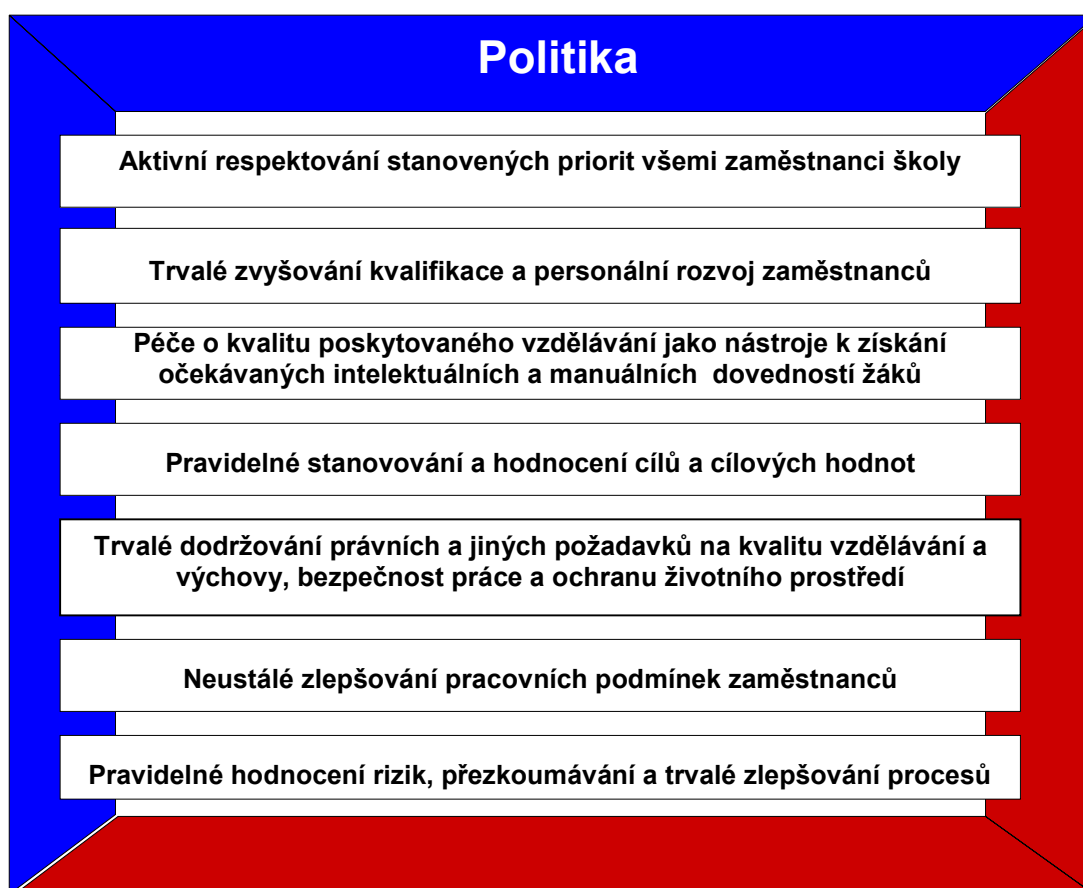 Politika
Aktivní respektování stanovených priorit všemi zaměstnanci školy
Trvalé zvyšování kvalifikace a personální rozvoj zaměstnanců
Péče o kvalitu poskytovaného vzdělávání jako nástroje k získání
očekávaných intelektuálních a manuálních dovedností žáků
Pravidelné stanovování a hodnocení cílů a cílových hodnot
Trvalé dodržování právních a jiných požadavků na kvalitu vzdělávání a
výchovy, bezpečnost práce a ochranu životního prostředí
Neustálé zlepšování pracovních podmínek zaměstnanců
Pravidelné hodnocení rizik, přezkoumávání a trvalé zlepšování procesů